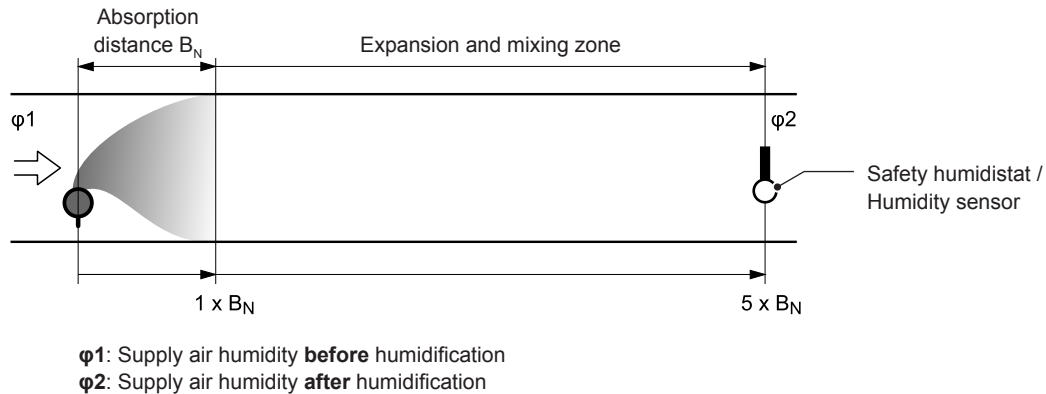 Absorption
distance B_N
Expansion and mixing zone
φ1
φ2
Safety humidistat /
Humidity sensor
1 x B_N
5 x B_N
φ1: Supply air humidity before humidification
φ2: Supply air humidity after humidification